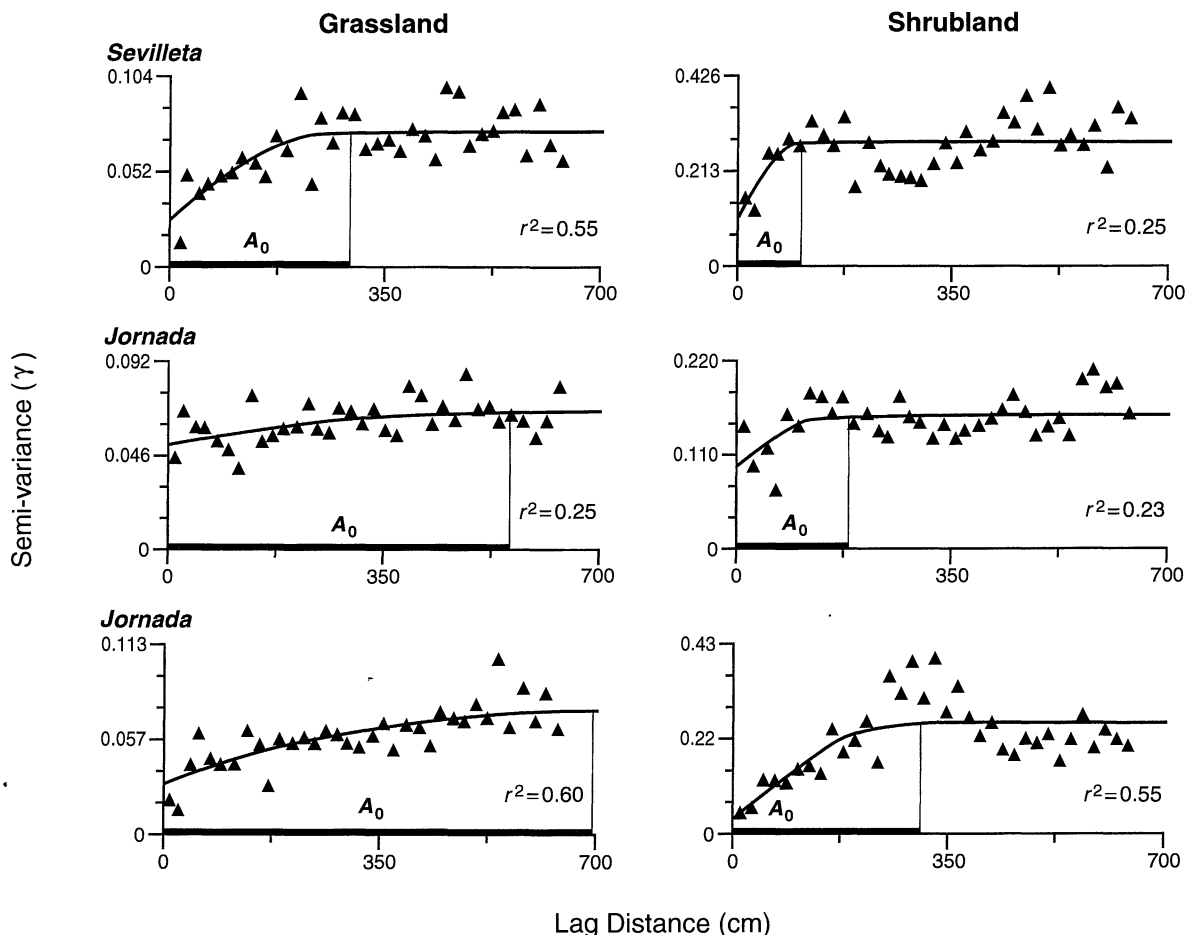 Grassland Shrubland
Sevilleta
0.104 0.426
0.052 0.213
A0 r²=0.55 A0 r²=0.25
0 0
0 350 700 0 350 700
Jornada
0.092 0.220
0.046 0.110
A0 r²=0.25 A0 r²=0.23
0 0
0 350 700 0 350 700
Jornada
0.113 0.43
0.057 0.22
A0 r²=0.60 A0 r²=0.55
0 0
0 350 700 0 350 700
Semi-variance (γ)
Lag Distance (cm)